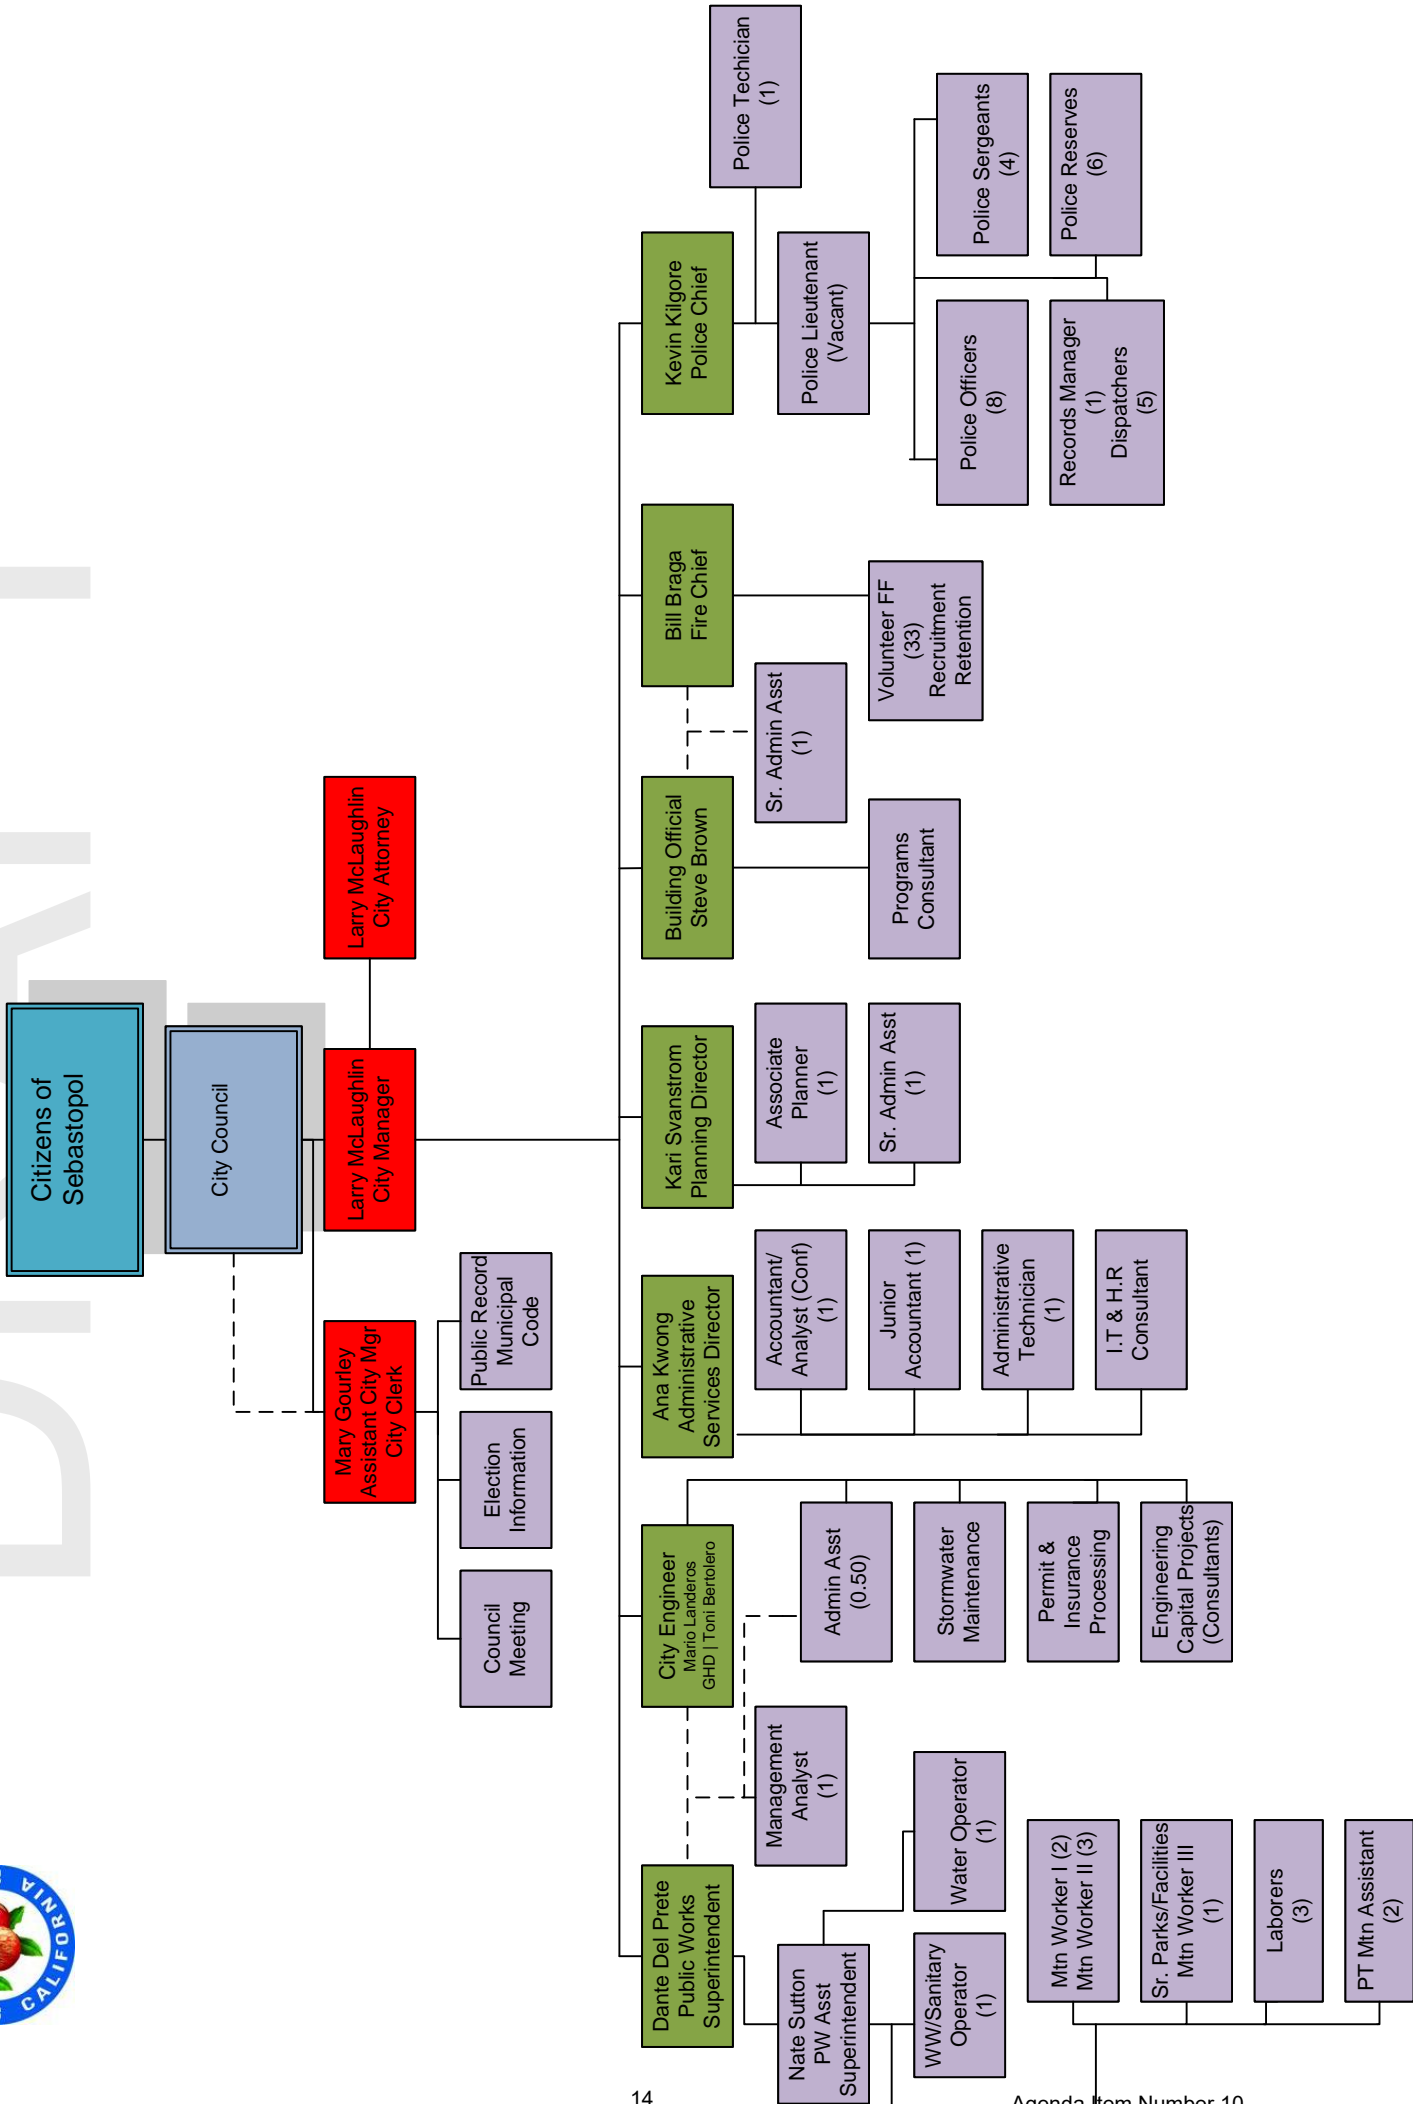 DRAFT
CALIFORNIA
Citizens of
Sebastopol
City Council
Larry McLaughlin
City Manager
Larry McLaughlin
City Attorney
Mary Gourley
Assistant City Mgr
City Clerk
Council
Meeting
Election
Information
Public Record
Municipal
Code
Dante Del Prete
Public Works
Superintendent
City Engineer
Mario Landeros
GHD | Toni Bertolero
Ana Kwong
Administrative
Services Director
Kari Svanstrom
Planning Director
Building Official
Steve Brown
Bill Braga
Fire Chief
Kevin Kilgore
Police Chief
Nate Sutton
PW Asst
Superintendent
WW/Sanitary
Operator
(1)
Water Operator
(1)
Mtn Worker I (2)
Mtn Worker II (3)
Sr. Parks/Facilities
Mtn Worker III
(1)
Laborers
(3)
PT Mtn Assistant
(2)
Management
Analyst
(1)
Admin Asst
(0.50)
Stormwater
Maintenance
Permit &
Insurance
Processing
Engineering
Capital Projects
(Consultants)
Accountant/
Analyst (Conf)
(1)
Junior
Accountant (1)
Administrative
Technician
(1)
I.T & H.R
Consultant
Associate
Planner
(1)
Sr. Admin Asst
(1)
Programs
Consultant
Sr. Admin Asst
(1)
Volunteer FF
(33)
Recruitment
Retention
Police Techician
(1)
Police Lieutenant
(Vacant)
Police Officers
(8)
Police Sergeants
(4)
Records Manager
(1)
Dispatchers
(5)
Police Reserves
(6)
14
Agenda Item Number 10